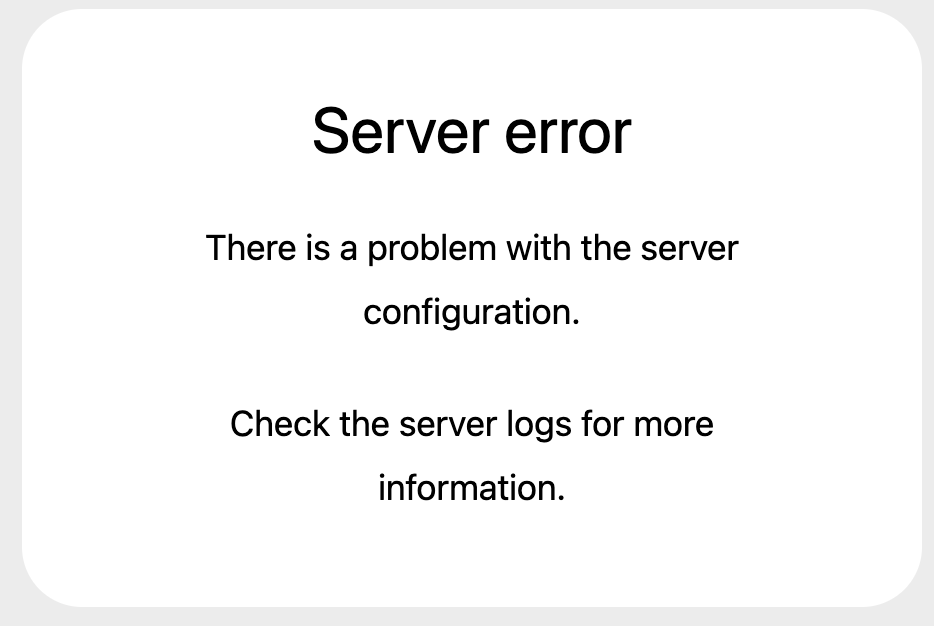 Server error
There is a problem with the server
configuration.
Check the server logs for more
information.